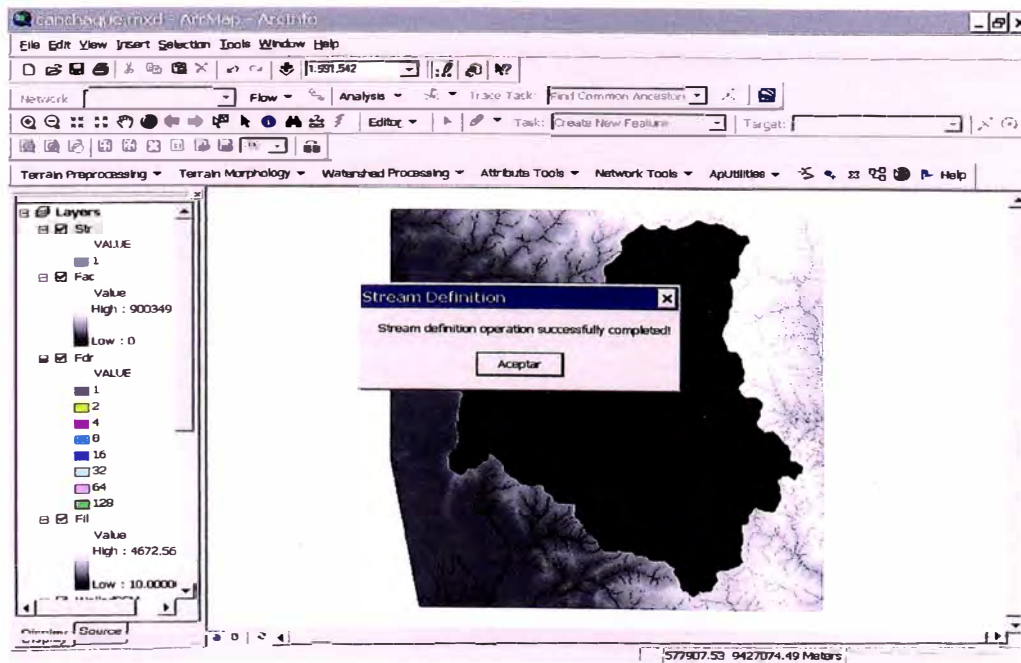 canchaque.mxd - ArcMap - ArcInfo
File Edit View Insert Selection Tools Window Help
1:591.542
Network Flow Analysis Trace Task: Find Common Ancestors
Editor Task: Create New Feature Target:
Terrain Preprocessing Terrain Morphology Watershed Processing Attribute Tools Network Tools ApUtilities Help
Layers
Str
VALUE
1
Fac
Value
High : 900349
Low : 0
Fdr
VALUE
1
2
4
8
16
32
64
128
Fil
Value
High : 4672.56
Low : 10.0000
Display Source
Stream Definition
Stream definition operation successfully completed!
Aceptar
577907.53 9427074.49 Meters